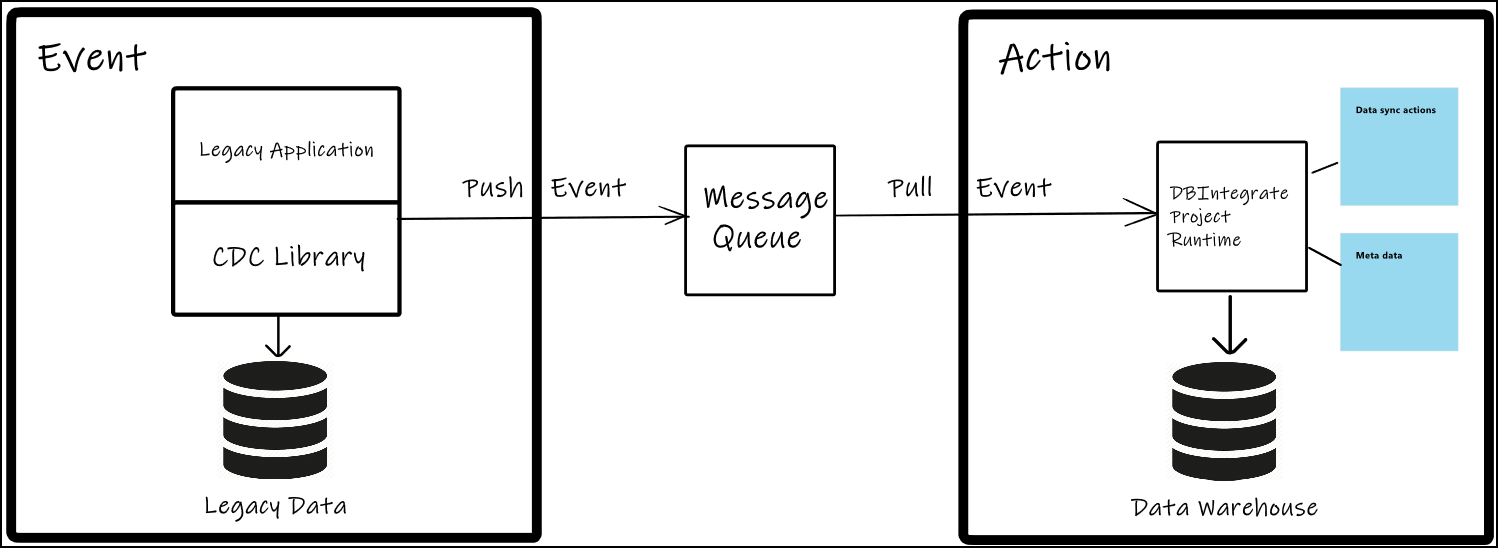 Event
Legacy Application
CDC Library
Legacy Data
Push Event
Message
Queue
Pull Event
Action
DBIntegrate
Project
Runtime
Data sync actions
Meta data
Data Warehouse